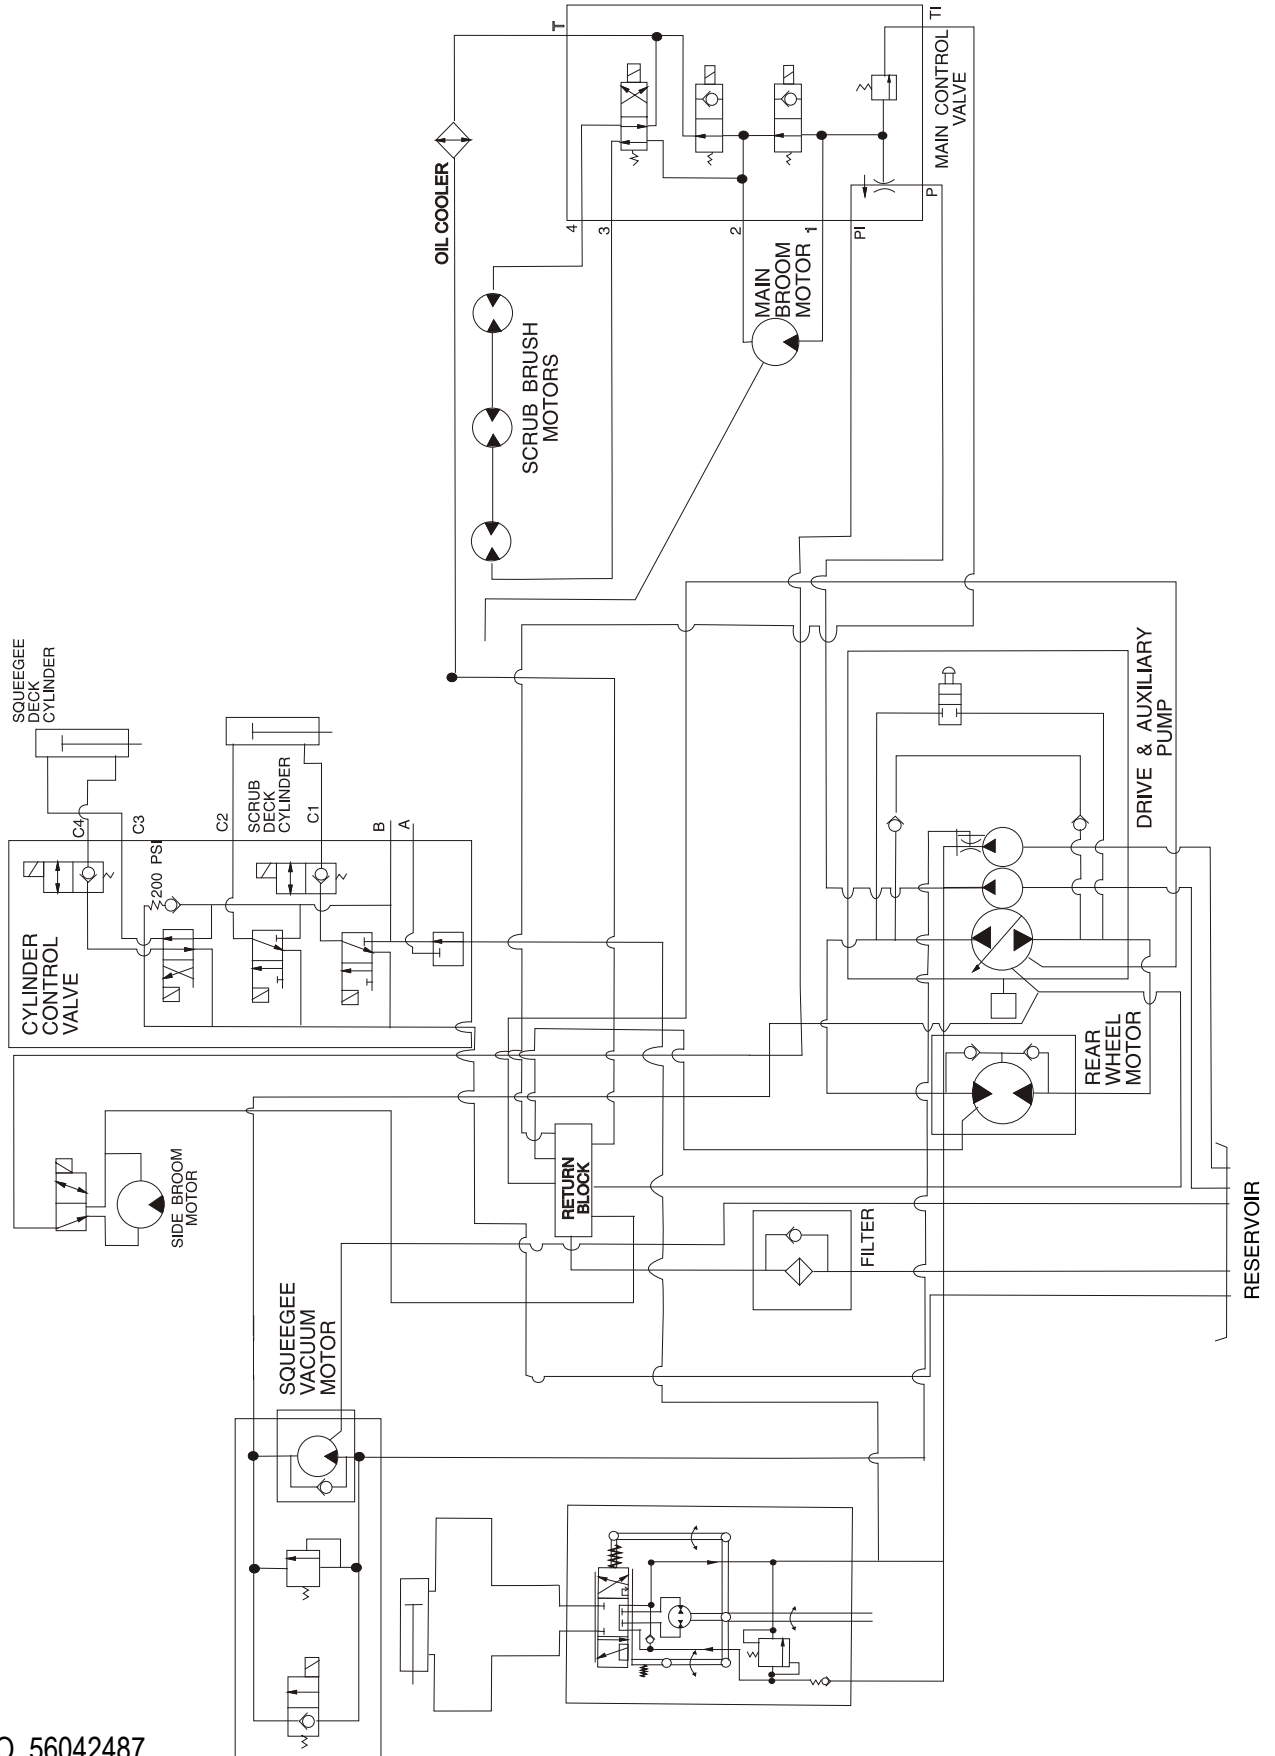 T
TI
MAIN CONTROL
VALVE
P
PI
1
2
3
4
OIL COOLER
MAIN
BROOM
MOTOR
SCRUB BRUSH
MOTORS
SQUEEGEE
DECK
CYLINDER
C4
C3
C2
SCRUB
DECK
CYLINDER
C1
B
A
200 PSI
CYLINDER
CONTROL
VALVE
DRIVE & AUXILIARY
PUMP
REAR
WHEEL
MOTOR
SIDE BROOM
MOTOR
RETURN
BLOCK
FILTER
RESERVOIR
SQUEEGEE
VACUUM
MOTOR
56042487